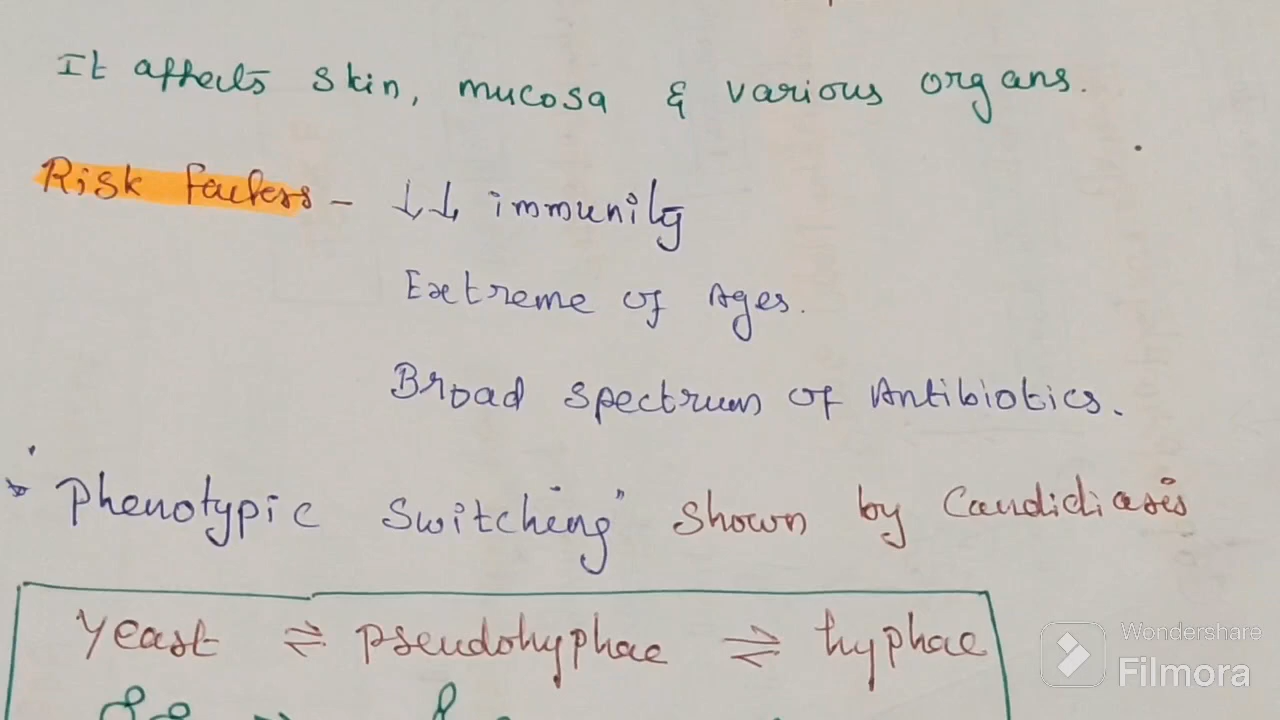 It affects skin, mucosa & various organs.
Risk factors - ↓↓ immunity
Extreme of Ages.
Broad spectrum of Antibiotics.
"Phenotypic switching" shown by Candidiasis
Yeast ⇌ pseudohyphae ⇌ hyphae
Wondershare
Filmora